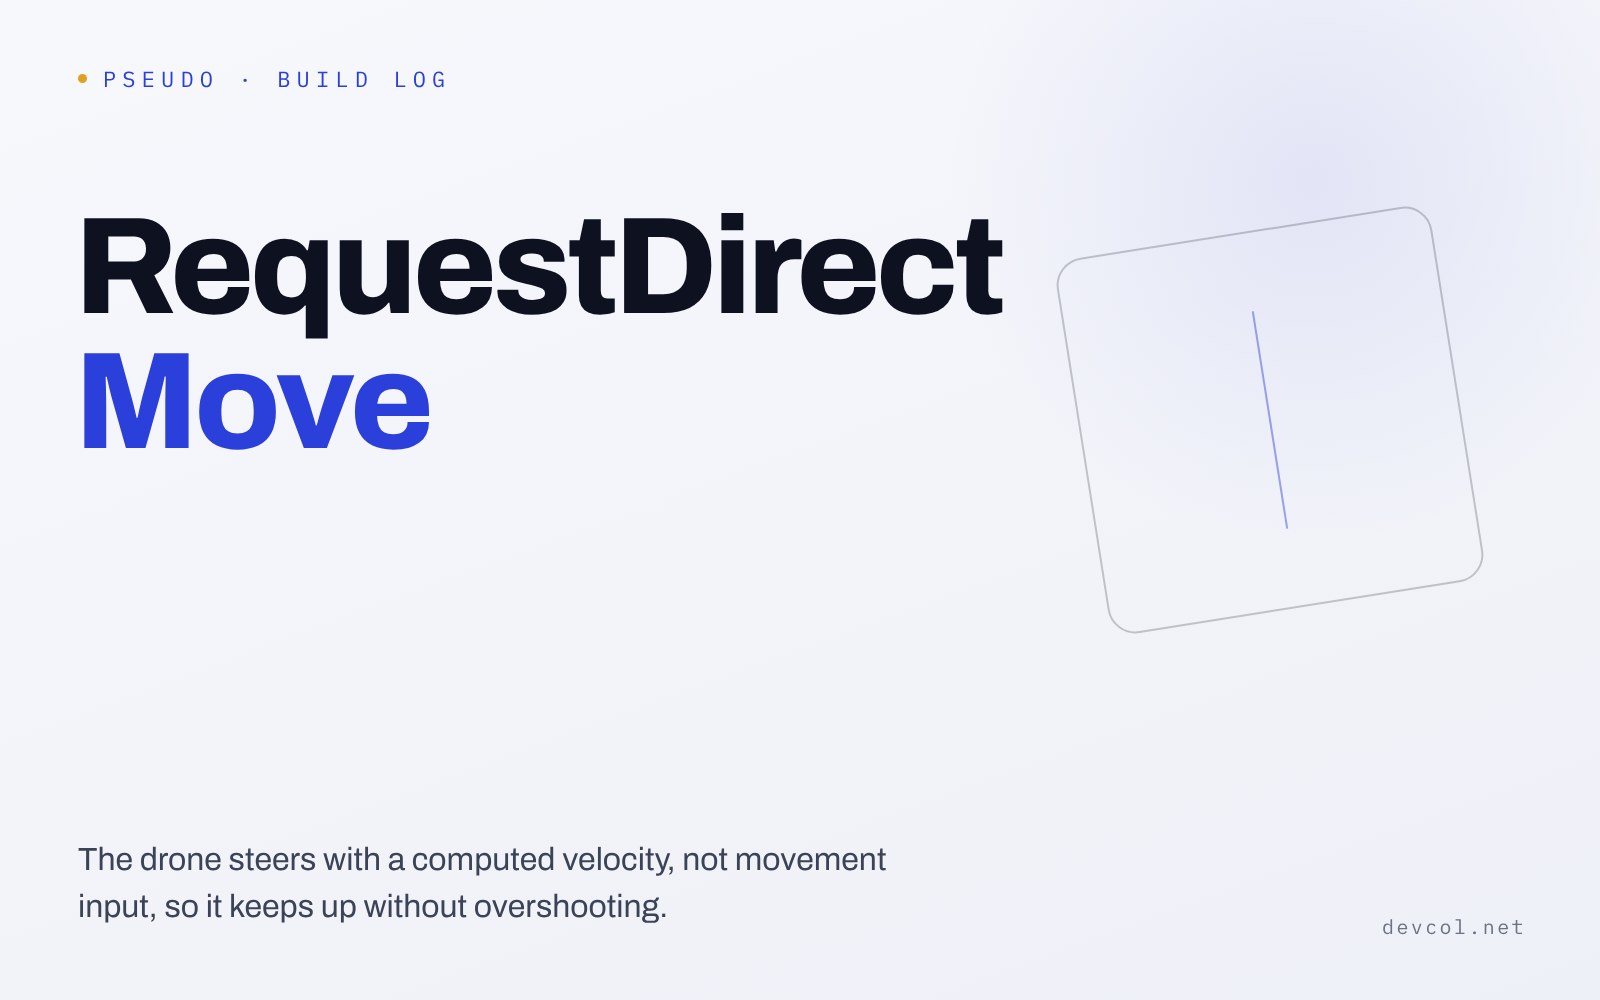 PSEUDO · BUILD LOG
RequestDirect
Move
The drone steers with a computed velocity, not movement
input, so it keeps up without overshooting.
devcol.net